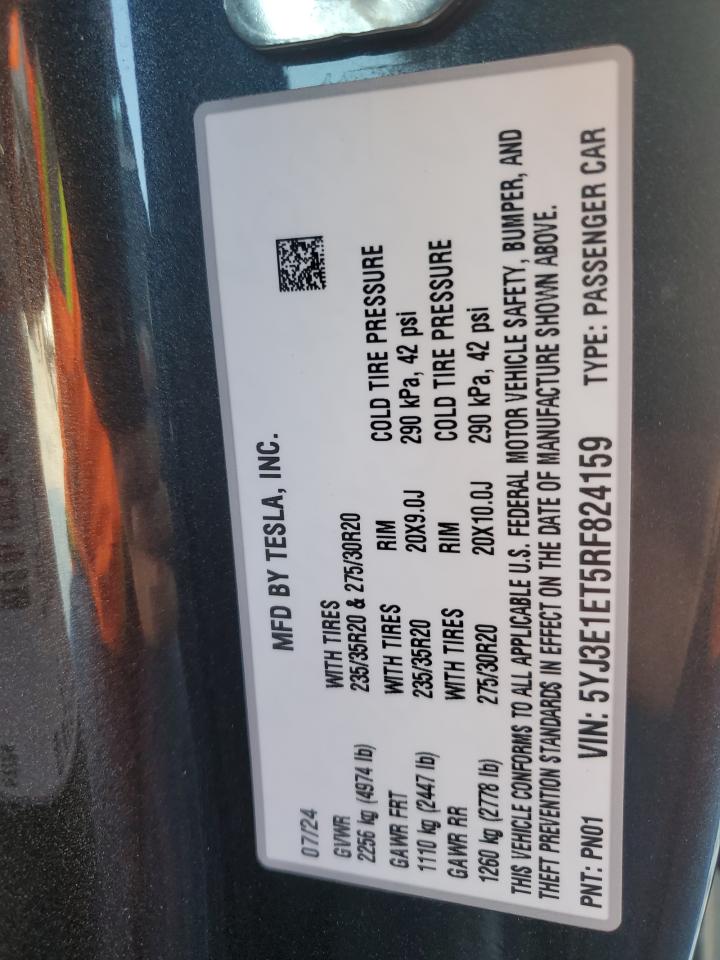 MFD BY TESLA, INC.
07/24
GVWR WITH TIRES
2256 kg (4974 lb) 235/35R20 & 275/30R20
GAWR FRT WITH TIRES RIM COLD TIRE PRESSURE
1110 kg (2447 lb) 235/35R20 20X9.0J 290 kPa, 42 psi
GAWR RR WITH TIRES RIM COLD TIRE PRESSURE
1260 kg (2778 lb) 275/30R20 20X10.0J 290 kPa, 42 psi
THIS VEHICLE CONFORMS TO ALL APPLICABLE U.S. FEDERAL MOTOR VEHICLE SAFETY, BUMPER, AND
THEFT PREVENTION STANDARDS IN EFFECT ON THE DATE OF MANUFACTURE SHOWN ABOVE.
PNT: PN01 VIN: 5YJ3E1ET5RF824159 TYPE: PASSENGER CAR